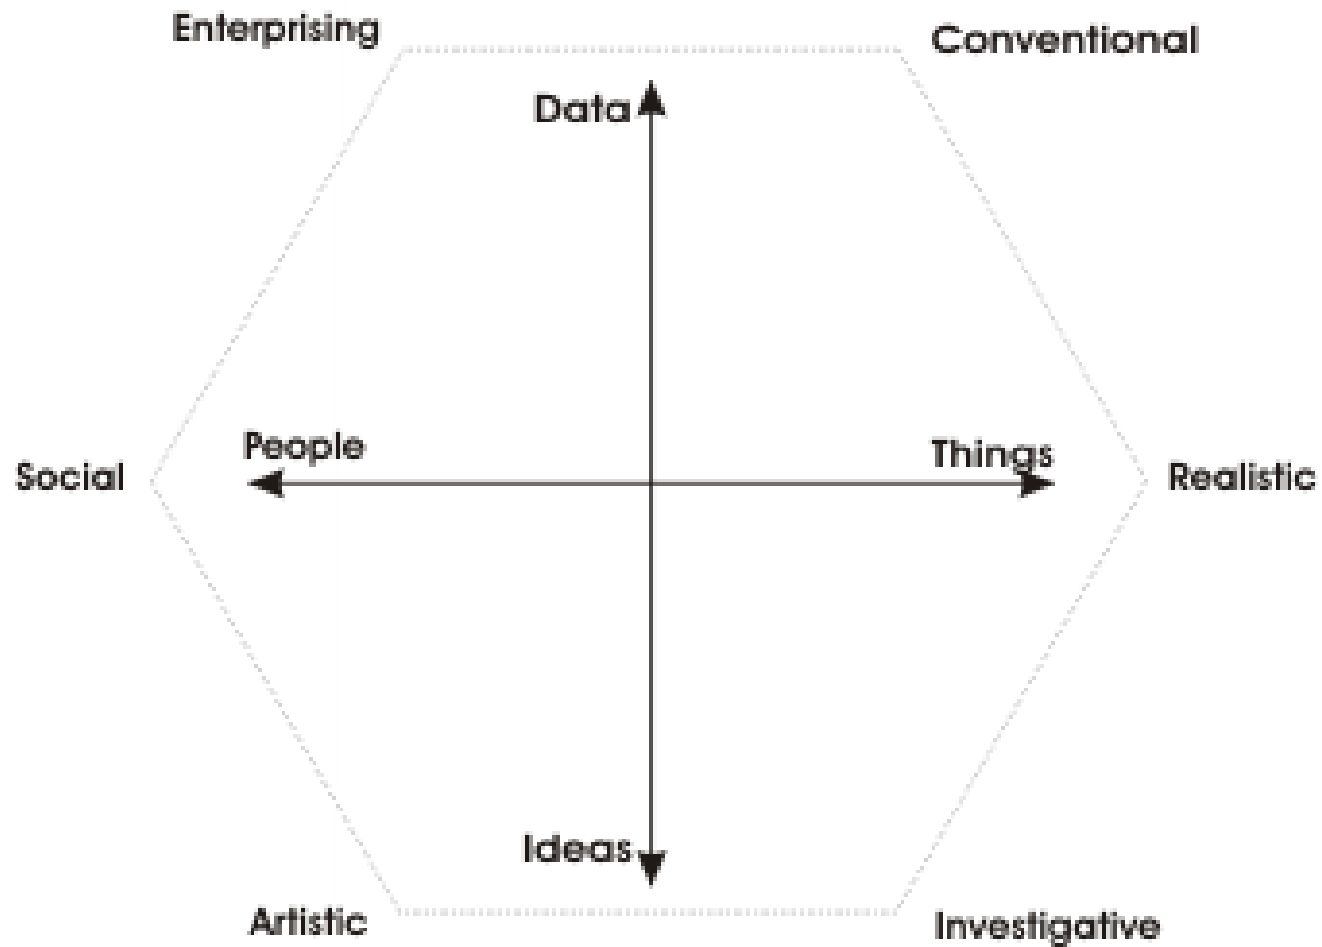 Enterprising
Conventional
Data
People
Things
Social
Realistic
Ideas
Artistic
Investigative